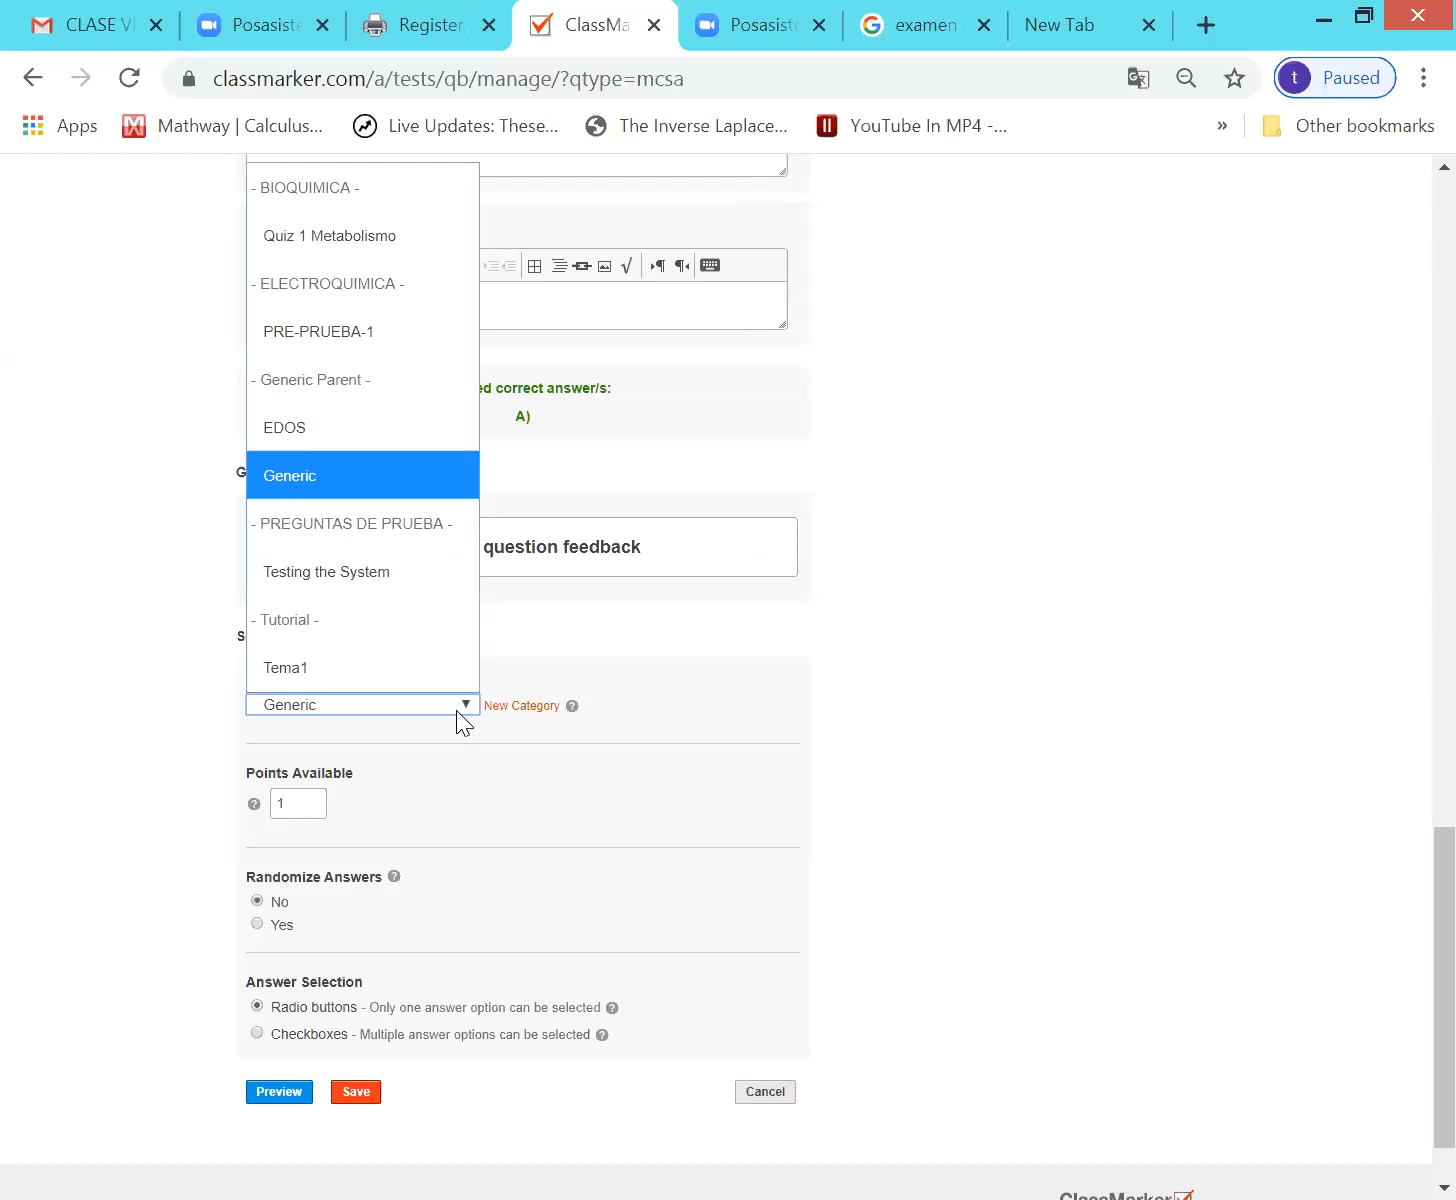 CLASE VI
Posasiste
Register,
ClassMa
Posasiste
examen
New Tab
classmarker.com/a/tests/qb/manage/?qtype=mcsa
t
Paused
Apps
Mathway | Calculus...
Live Updates: These...
The Inverse Laplace...
YouTube In MP4 -...
»
Other bookmarks
- BIOQUIMICA -
Quiz 1 Metabolismo
- ELECTROQUIMICA -
PRE-PRUEBA-1
- Generic Parent -
EDOS
ed correct answer/s:
A)
G
Generic
- PREGUNTAS DE PRUEBA -
question feedback
Testing the System
- Tutorial -
S
Tema1
Generic
New Category
Points Available
1
Randomize Answers
No
Yes
Answer Selection
Radio buttons - Only one answer option can be selected
Checkboxes - Multiple answer options can be selected
Preview
Save
Cancel
ClassMarker